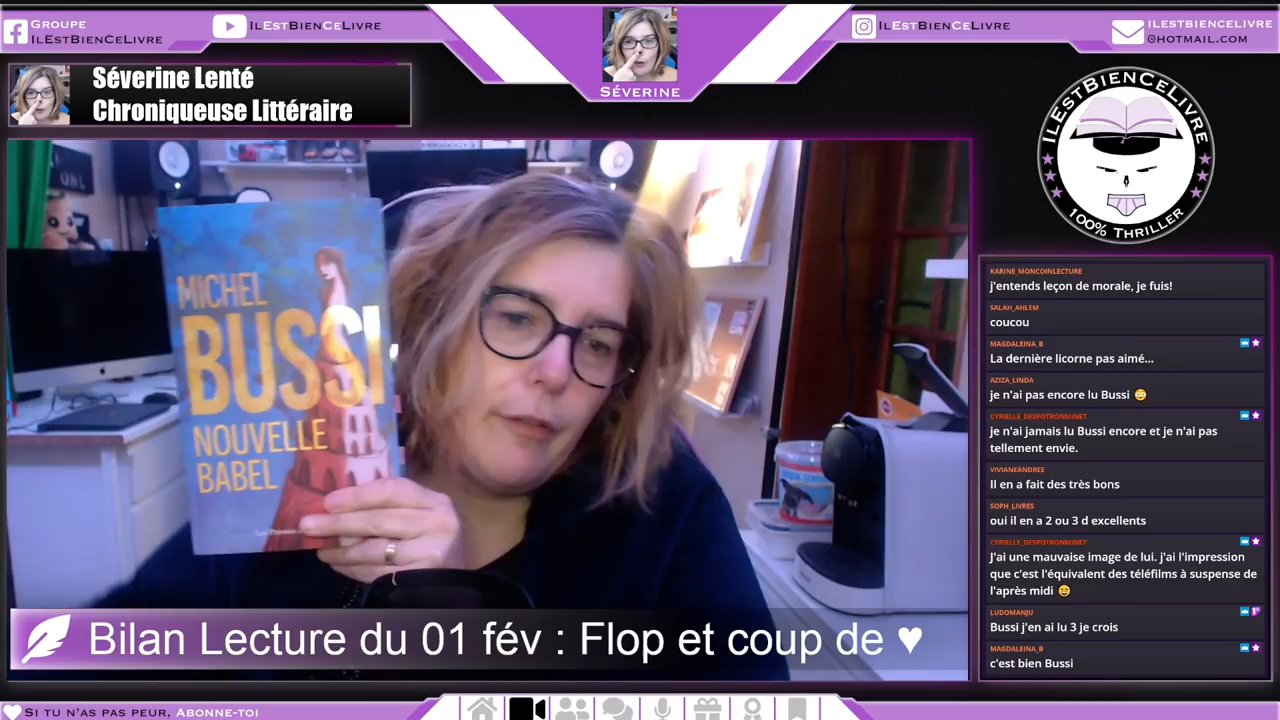 GROUPE
ILESTBIENCELIVRE
ILESTBIENCELIVRE
ILESTBIENCELIVRE
ILESTBIENCELIVRE
@HOTMAIL.COM
SÉVERINE
Séverine Lenté
Chroniqueuse Littéraire
ILESTBIENCELIVRE
100% THRILLER
MICHEL
BUSSI
NOUVELLE
BABEL
KARINE_MONCOINLECTURE
j'entends leçon de morale, je fuis!
SALAH_AHLEM
coucou
MAGDALEINA_B
La dernière licorne pas aimé...
AZIZA_LINDA
je n'ai pas encore lu Bussi 😳
CYRIELLE_DESPOTRONMINET
je n'ai jamais lu Bussi encore et je n'ai pas
tellement envie.
VIVIANEANDREE
Il en a fait des très bons
SOPH_LIVRES
oui il en a 2 ou 3 d excellents
CYRIELLE_DESPOTRONMINET
J'ai une mauvaise image de lui. j'ai l'impression
que c'est l'équivalent des téléfilms à suspense de
l'après midi 😅
LUDOMANJU
Bussi j'en ai lu 3 je crois
MAGDALEINA_B
c'est bien Bussi
Bilan Lecture du 01 fév : Flop et coup de ♥
SI TU N'AS PAS PEUR, ABONNE-TOI